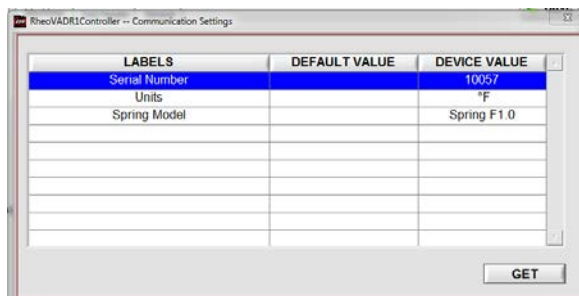 RheoVADR1Controller -- Communication Settings
LABELS DEFAULT VALUE DEVICE VALUE
Serial Number 10057
Units °F
Spring Model Spring F1.0
GET